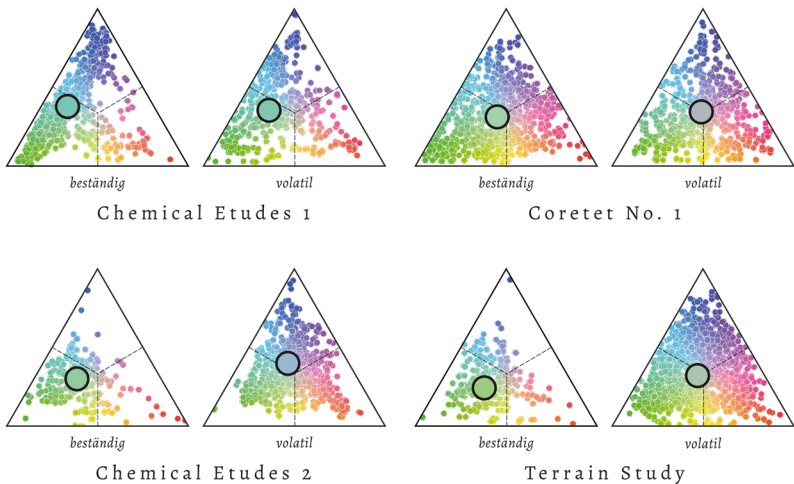 beständig volatil beständig volatil
Chemical Etudes 1 Coretet No. 1
beständig volatil beständig volatil
Chemical Etudes 2 Terrain Study